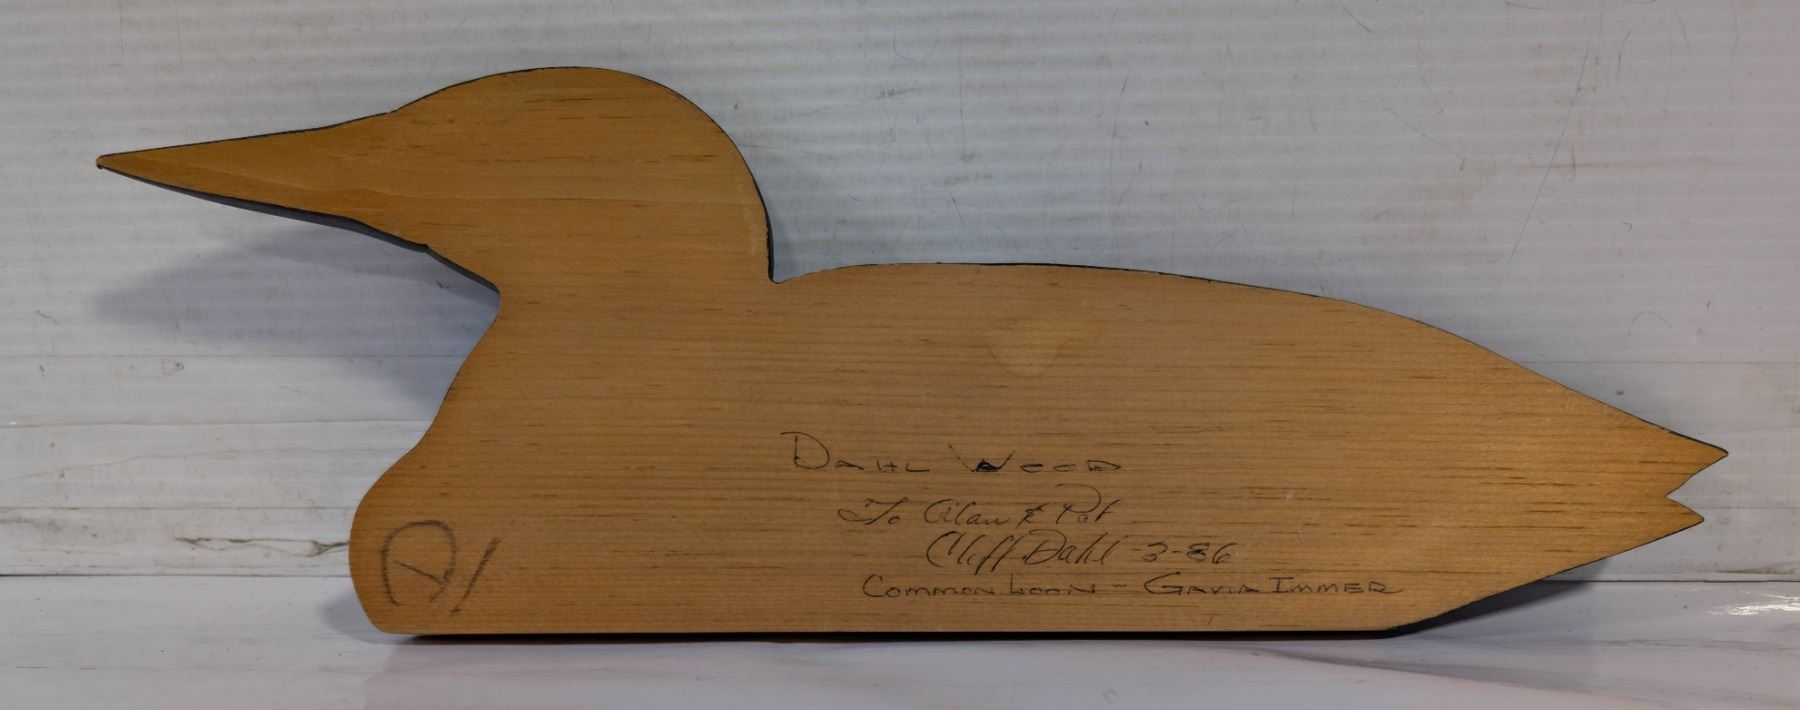 Dahl Wood
To Alan & Pat
Cliff Dahl - 3-86
Common Loon - Gavia Immer